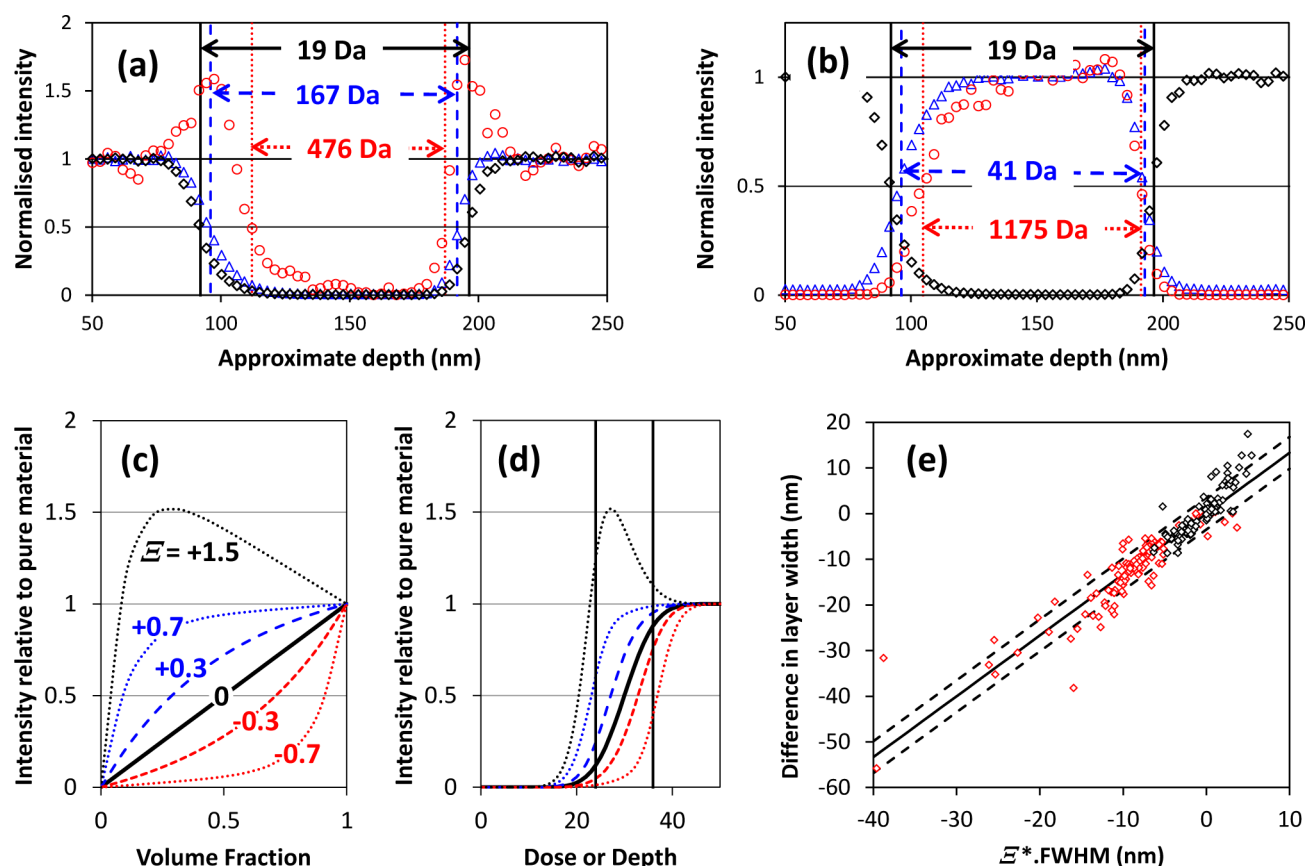 (a)
Normalised intensity
2
1.5
1
0.5
0
19 Da
167 Da
476 Da
50
100
150
200
250
Approximate depth (nm)
(b)
Normalised intensity
1
0.5
0
19 Da
41 Da
1175 Da
50
100
150
200
250
Approximate depth (nm)
(c)
Intensity relative to pure material
2
1.5
1
0.5
0
Ξ = +1.5
+0.7
+0.3
0
-0.3
-0.7
0
0.5
1
Volume Fraction
(d)
Intensity relative to pure material
2
1.5
1
0.5
0
0
20
40
Dose or Depth
(e)
Difference in layer width (nm)
20
10
0
-10
-20
-30
-40
-50
-60
-40
-30
-20
-10
0
10
Ξ*.FWHM (nm)